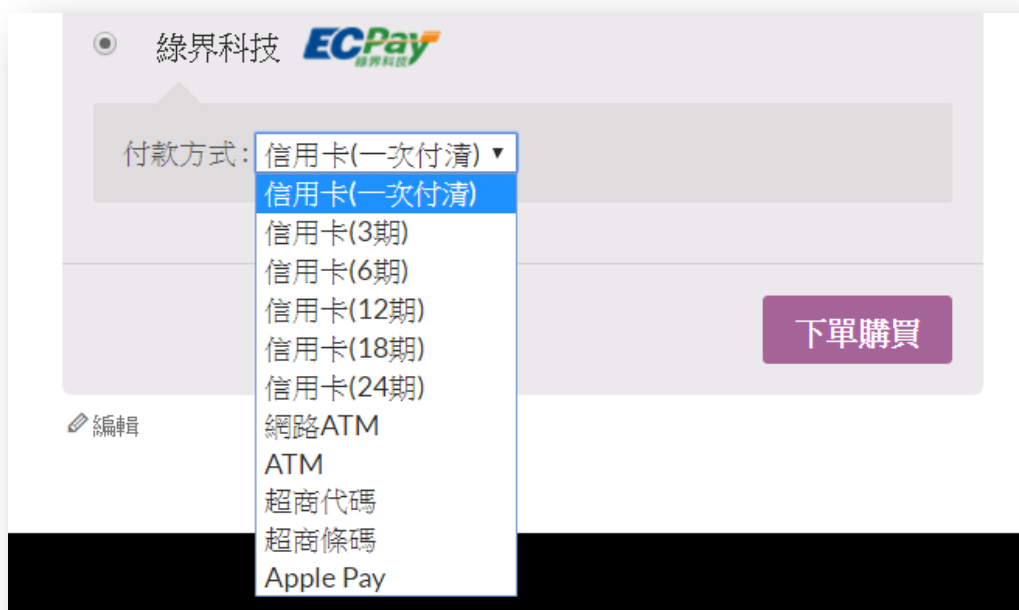 綠界科技 ECPay 綠界科技
付款方式: 信用卡(一次付清) ▼
信用卡(一次付清)
信用卡(3期)
信用卡(6期)
信用卡(12期)
信用卡(18期)
下單購買
信用卡(24期)
編輯
網路ATM
ATM
超商代碼
超商條碼
Apple Pay